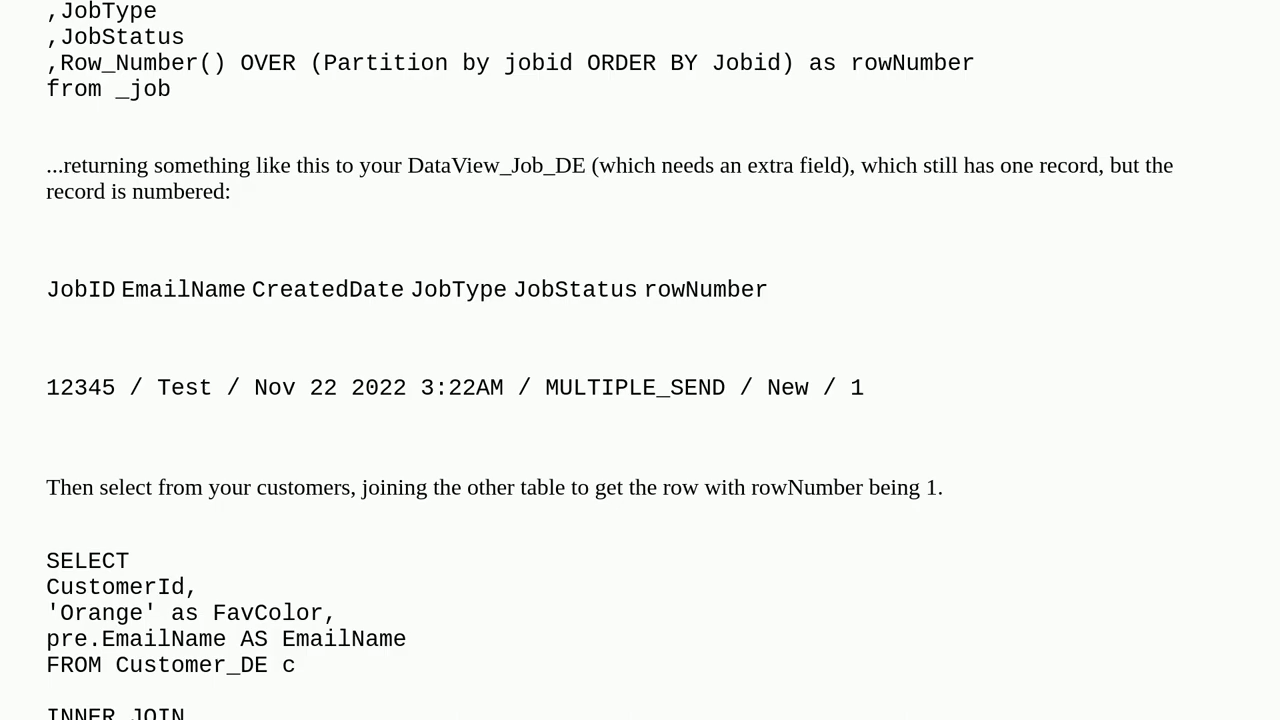 ,JobType
,JobStatus
,Row_Number() OVER (Partition by jobid ORDER BY Jobid) as rowNumber
from _job
...returning something like this to your DataView_Job_DE (which needs an extra field), which still has one record, but the
record is numbered:
JobID EmailName CreatedDate JobType JobStatus rowNumber
12345 / Test / Nov 22 2022 3:22AM / MULTIPLE_SEND / New / 1
Then select from your customers, joining the other table to get the row with rowNumber being 1.
SELECT
CustomerId,
'Orange' as FavColor,
pre.EmailName AS EmailName
FROM Customer_DE c
INNER JOIN